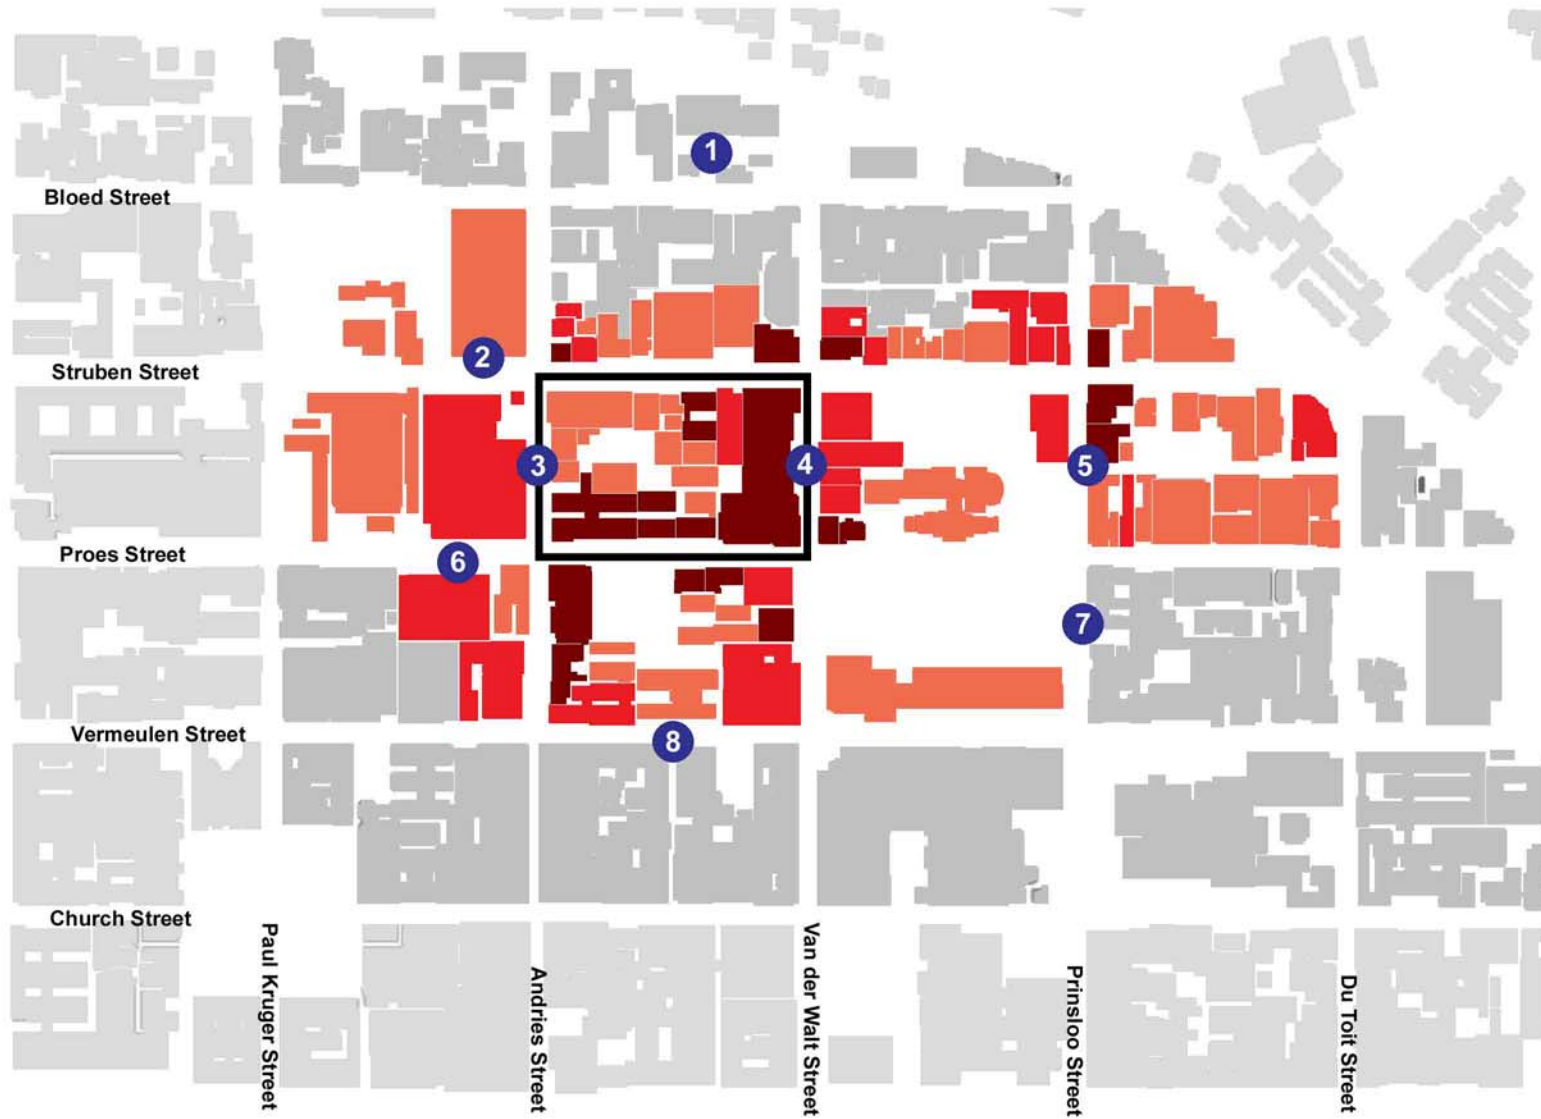 1
Bloed Street
2
Struben Street
3
4
5
Proes Street
6
7
Vermeulen Street
8
Church Street
Paul Kruger Street
Andries Street
Van der Walt Street
Prinsloo Street
Du Toit Street